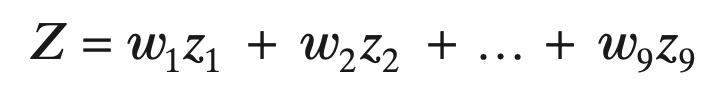 Z = w₁z₁ + w₂z₂ + … + w₉z₉